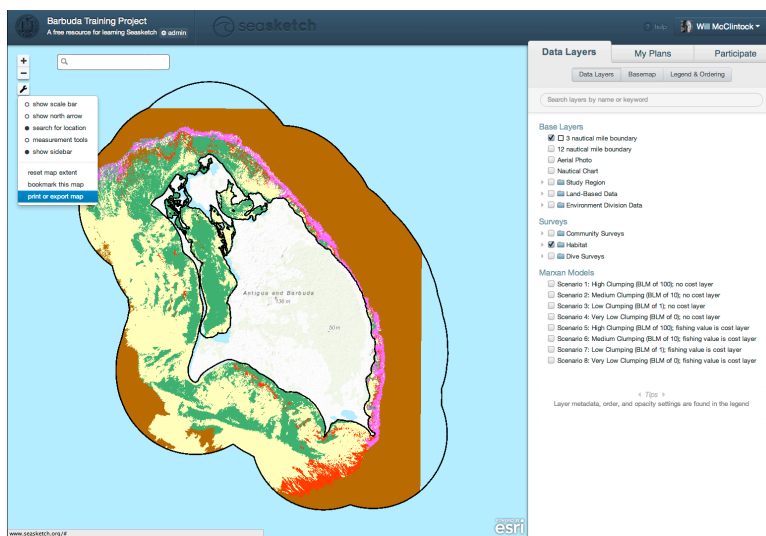 Barbuda Training Project
A free resource for learning Seasketch admin
seasketch
help
Will McClintock
+
−
show scale bar
show north arrow
search for location
measurement tools
show sidebar
reset map extent
bookmark this map
print or export map
Antigua and Barbuda
50 m
esri
www.seasketch.org/#
Data Layers
My Plans
Participate
Data Layers
Basemap
Legend & Ordering
Search layers by name or keyword
Base Layers
3 nautical mile boundary
12 nautical mile boundary
Aerial Photo
Nautical Chart
Study Region
Land-Based Data
Environment Division Data
Surveys
Community Surveys
Habitat
Dive Surveys
Marxan Models
Scenario 1: High Clumping (BLM of 100); no cost layer
Scenario 2: Medium Clumping (BLM of 10); no cost layer
Scenario 3: Low Clumping (BLM of 1); no cost layer
Scenario 4: Very Low Clumping (BLM of 0); no cost layer
Scenario 5: High Clumping (BLM of 100); fishing value is cost layer
Scenario 6: Medium Clumping (BLM of 10); fishing value is cost layer
Scenario 7: Low Clumping (BLM of 1); fishing value is cost layer
Scenario 8: Very Low Clumping (BLM of 0); fishing value is cost layer
Tips
Layer metadata, order, and opacity settings are found in the legend